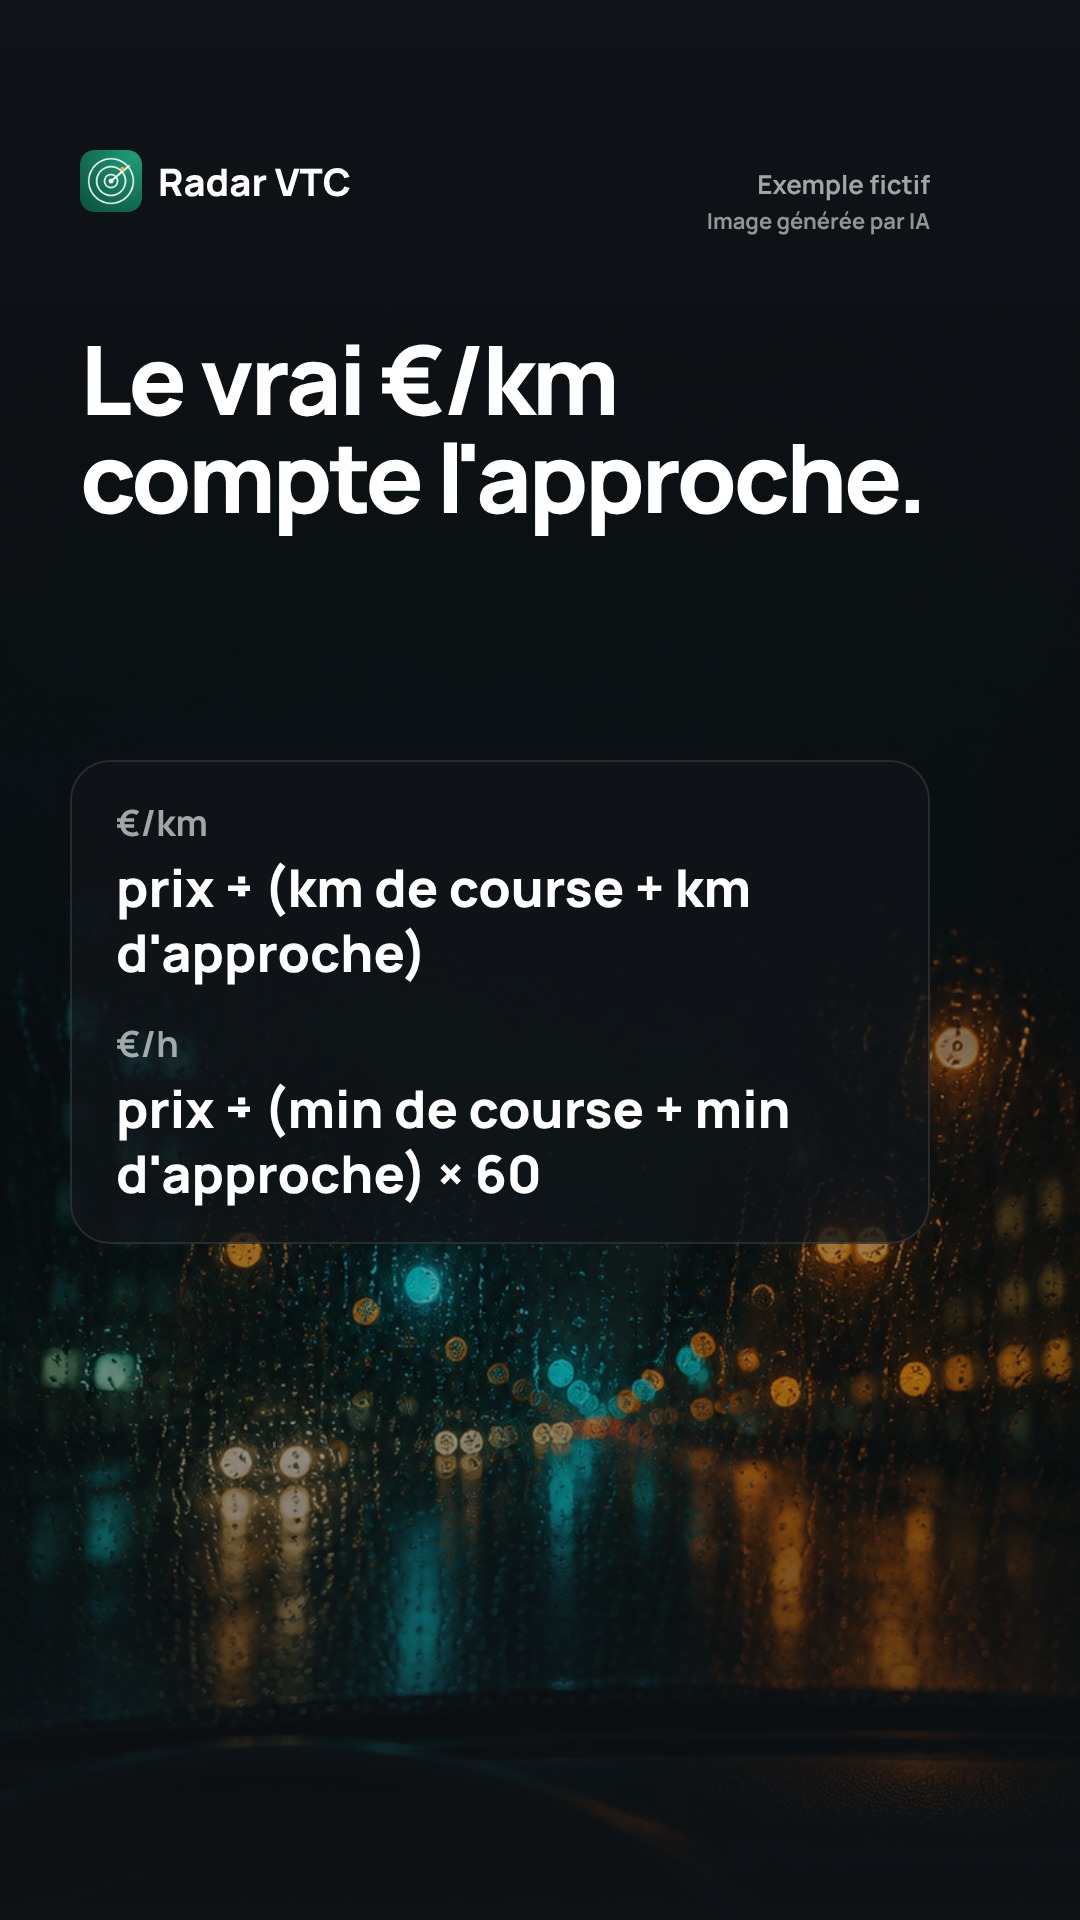 Radar VTC
Exemple fictif
Image générée par IA
Le vrai €/km
compte l'approche.
€/km
prix ÷ (km de course + km
d'approche)
€/h
prix ÷ (min de course + min
d'approche) × 60